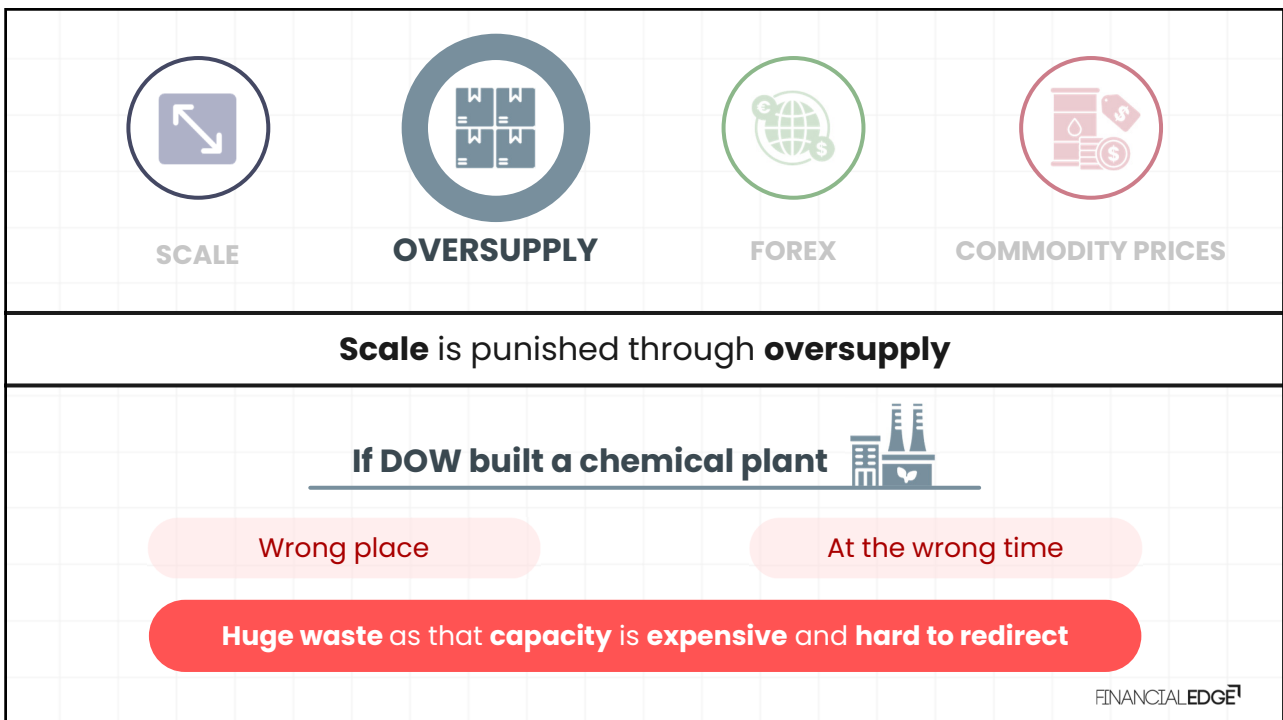 SCALE
OVERSUPPLY
FOREX
COMMODITY PRICES
Scale is punished through oversupply
If DOW built a chemical plant
Wrong place
At the wrong time
Huge waste as that capacity is expensive and hard to redirect
FINANCIALEDGE